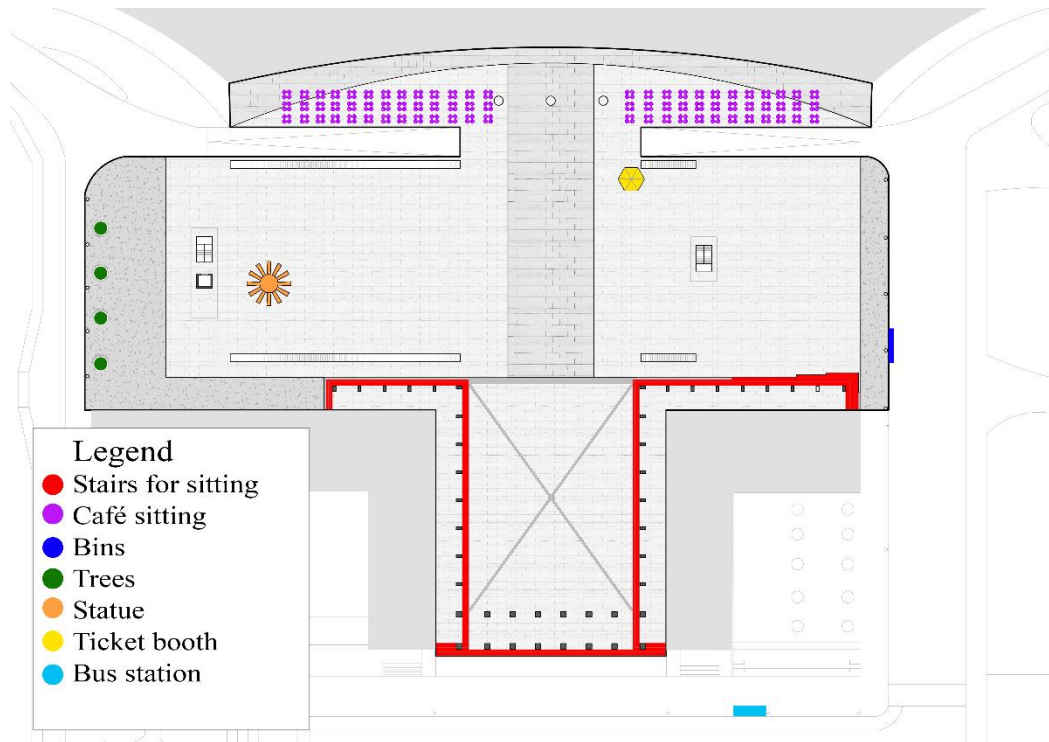 Legend
Stairs for sitting
Café sitting
Bins
Trees
Statue
Ticket booth
Bus station